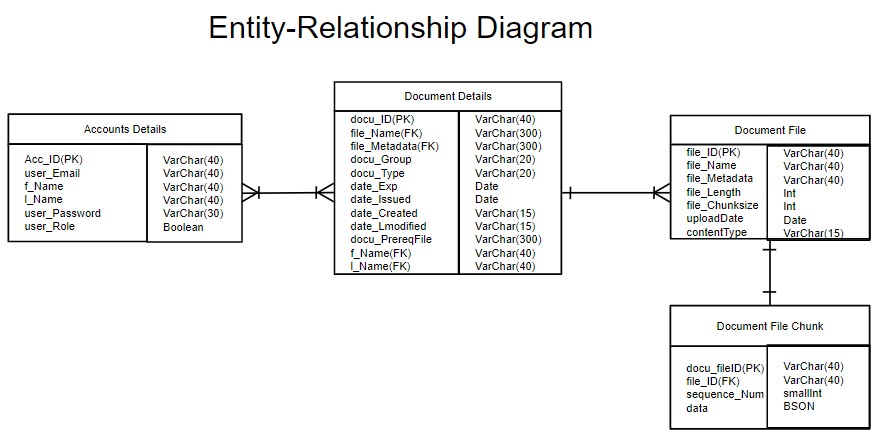 Entity-Relationship Diagram
Accounts Details
Acc_ID(PK) VarChar(40)
user_Email VarChar(40)
f_Name VarChar(40)
l_Name VarChar(40)
user_Password VarChar(30)
user_Role Boolean
Document Details
docu_ID(PK) VarChar(40)
file_Name(FK) VarChar(300)
file_Metadata(FK) VarChar(300)
docu_Group VarChar(20)
docu_Type VarChar(20)
date_Exp Date
date_Issued Date
date_Created VarChar(15)
date_Lmodified VarChar(15)
docu_PrereqFile VarChar(300)
f_Name(FK) VarChar(40)
l_Name(FK) VarChar(40)
Document File
file_ID(PK) VarChar(40)
file_Name VarChar(40)
file_Metadata VarChar(40)
file_Length Int
file_Chunksize Int
uploadDate Date
contentType VarChar(15)
Document File Chunk
docu_fileID(PK) VarChar(40)
file_ID(FK) VarChar(40)
sequence_Num smallInt
data BSON